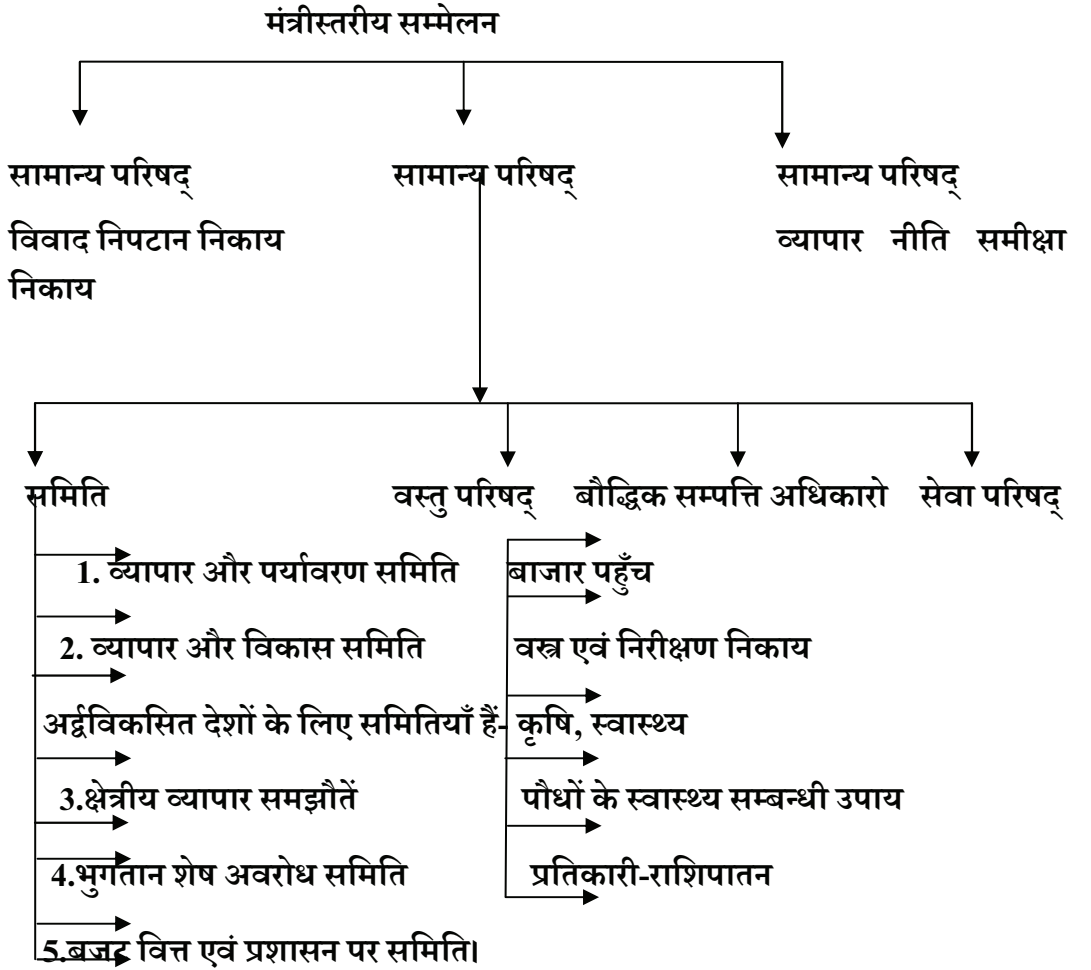 मंत्रीस्तरीय सम्मेलन
सामान्य परिषद् सामान्य परिषद् सामान्य परिषद्
विवाद निपटान निकाय व्यापार नीति समीक्षा
निकाय
समिति वस्तु परिषद् बौद्धिक सम्पत्ति अधिकारो सेवा परिषद्
1. व्यापार और पर्यावरण समिति बाजार पहुँच
2. व्यापार और विकास समिति वस्त्र एवं निरीक्षण निकाय
अर्द्वविकसित देशों के लिए समितियाँ हैं- कृषि, स्वास्थ्य
3.क्षेत्रीय व्यापार समझौतें पौधों के स्वास्थ्य सम्बन्धी उपाय
4.भुगतान शेष अवरोध समिति प्रतिकारी-राशिपातन
5.बजट वित्त एवं प्रशासन पर समिति।